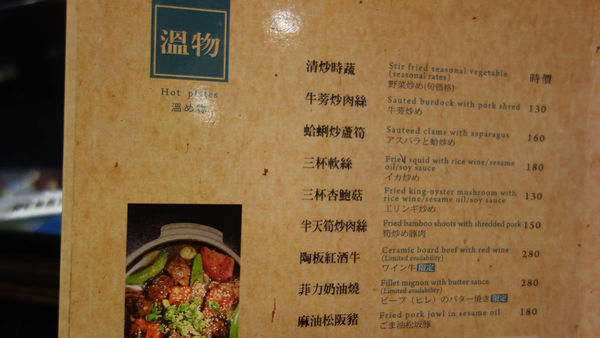 溫物
Hot plates
溫め物
清炒時蔬
Stir fried seasonal vegetable
(seasonal rates)
野菜炒め(旬価格)
時價
牛蒡炒肉絲
Sauted burdock with pork shred
牛蒡炒め
130
蛤蜊炒蘆筍
Sauteed clams with asparagus
アスパラと蛤炒め
160
三杯軟絲
Fried squid with rice wine/sesame
oil/soy sauce
イカ炒め
180
三杯杏鮑菇
Fried king-oyster mushroom with
rice wine/sesame oil/soy sauce
エリンギ炒め
130
半天筍炒肉絲
Fried bamboo shoots with shredded pork
筍炒め豚肉
150
陶板紅酒牛
Ceramic board beef with red wine
(Limited availability)
ワイン牛 限定
280
菲力奶油燒
Fillet mignon with butter sauce
(Limited availability)
ビーフ（ヒレ）のバター焼き 限定
280
麻油松阪豬
Fried pork jowl in sesame oil
ごま油松坂豚
180